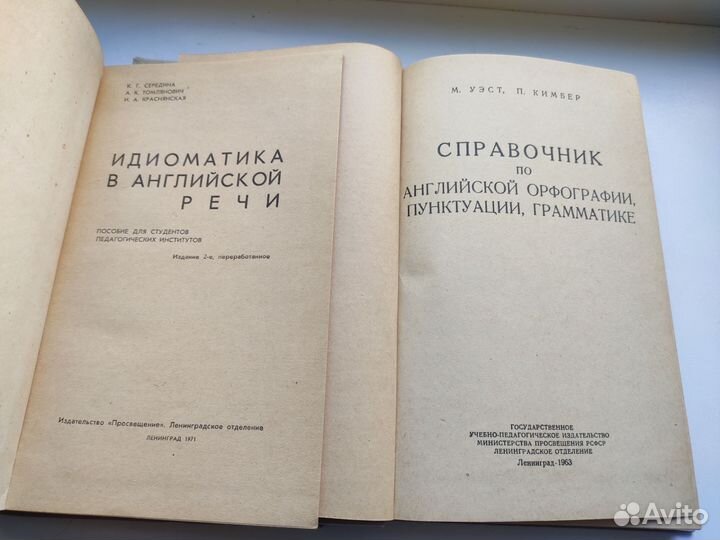 К. Г. СЕРЕДИНА
А. К. ТОМЛЯНОВИЧ
И. А. КРАСНЯНСКАЯ
ИДИОМАТИКА
В АНГЛИЙСКОЙ
РЕЧИ
ПОСОБИЕ ДЛЯ СТУДЕНТОВ
ПЕДАГОГИЧЕСКИХ ИНСТИТУТОВ
Издание 2-е, переработанное
Издательство «Просвещение». Ленинградское отделение
ЛЕНИНГРАД 1971
М. УЭСТ, П. КИМБЕР
СПРАВОЧНИК
ПО
АНГЛИЙСКОЙ ОРФОГРАФИИ,
ПУНКТУАЦИИ, ГРАММАТИКЕ
ГОСУДАРСТВЕННОЕ
УЧЕБНО-ПЕДАГОГИЧЕСКОЕ ИЗДАТЕЛЬСТВО
МИНИСТЕРСТВА ПРОСВЕЩЕНИЯ РСФСР
ЛЕНИНГРАДСКОЕ ОТДЕЛЕНИЕ
Ленинград-1963
Avito